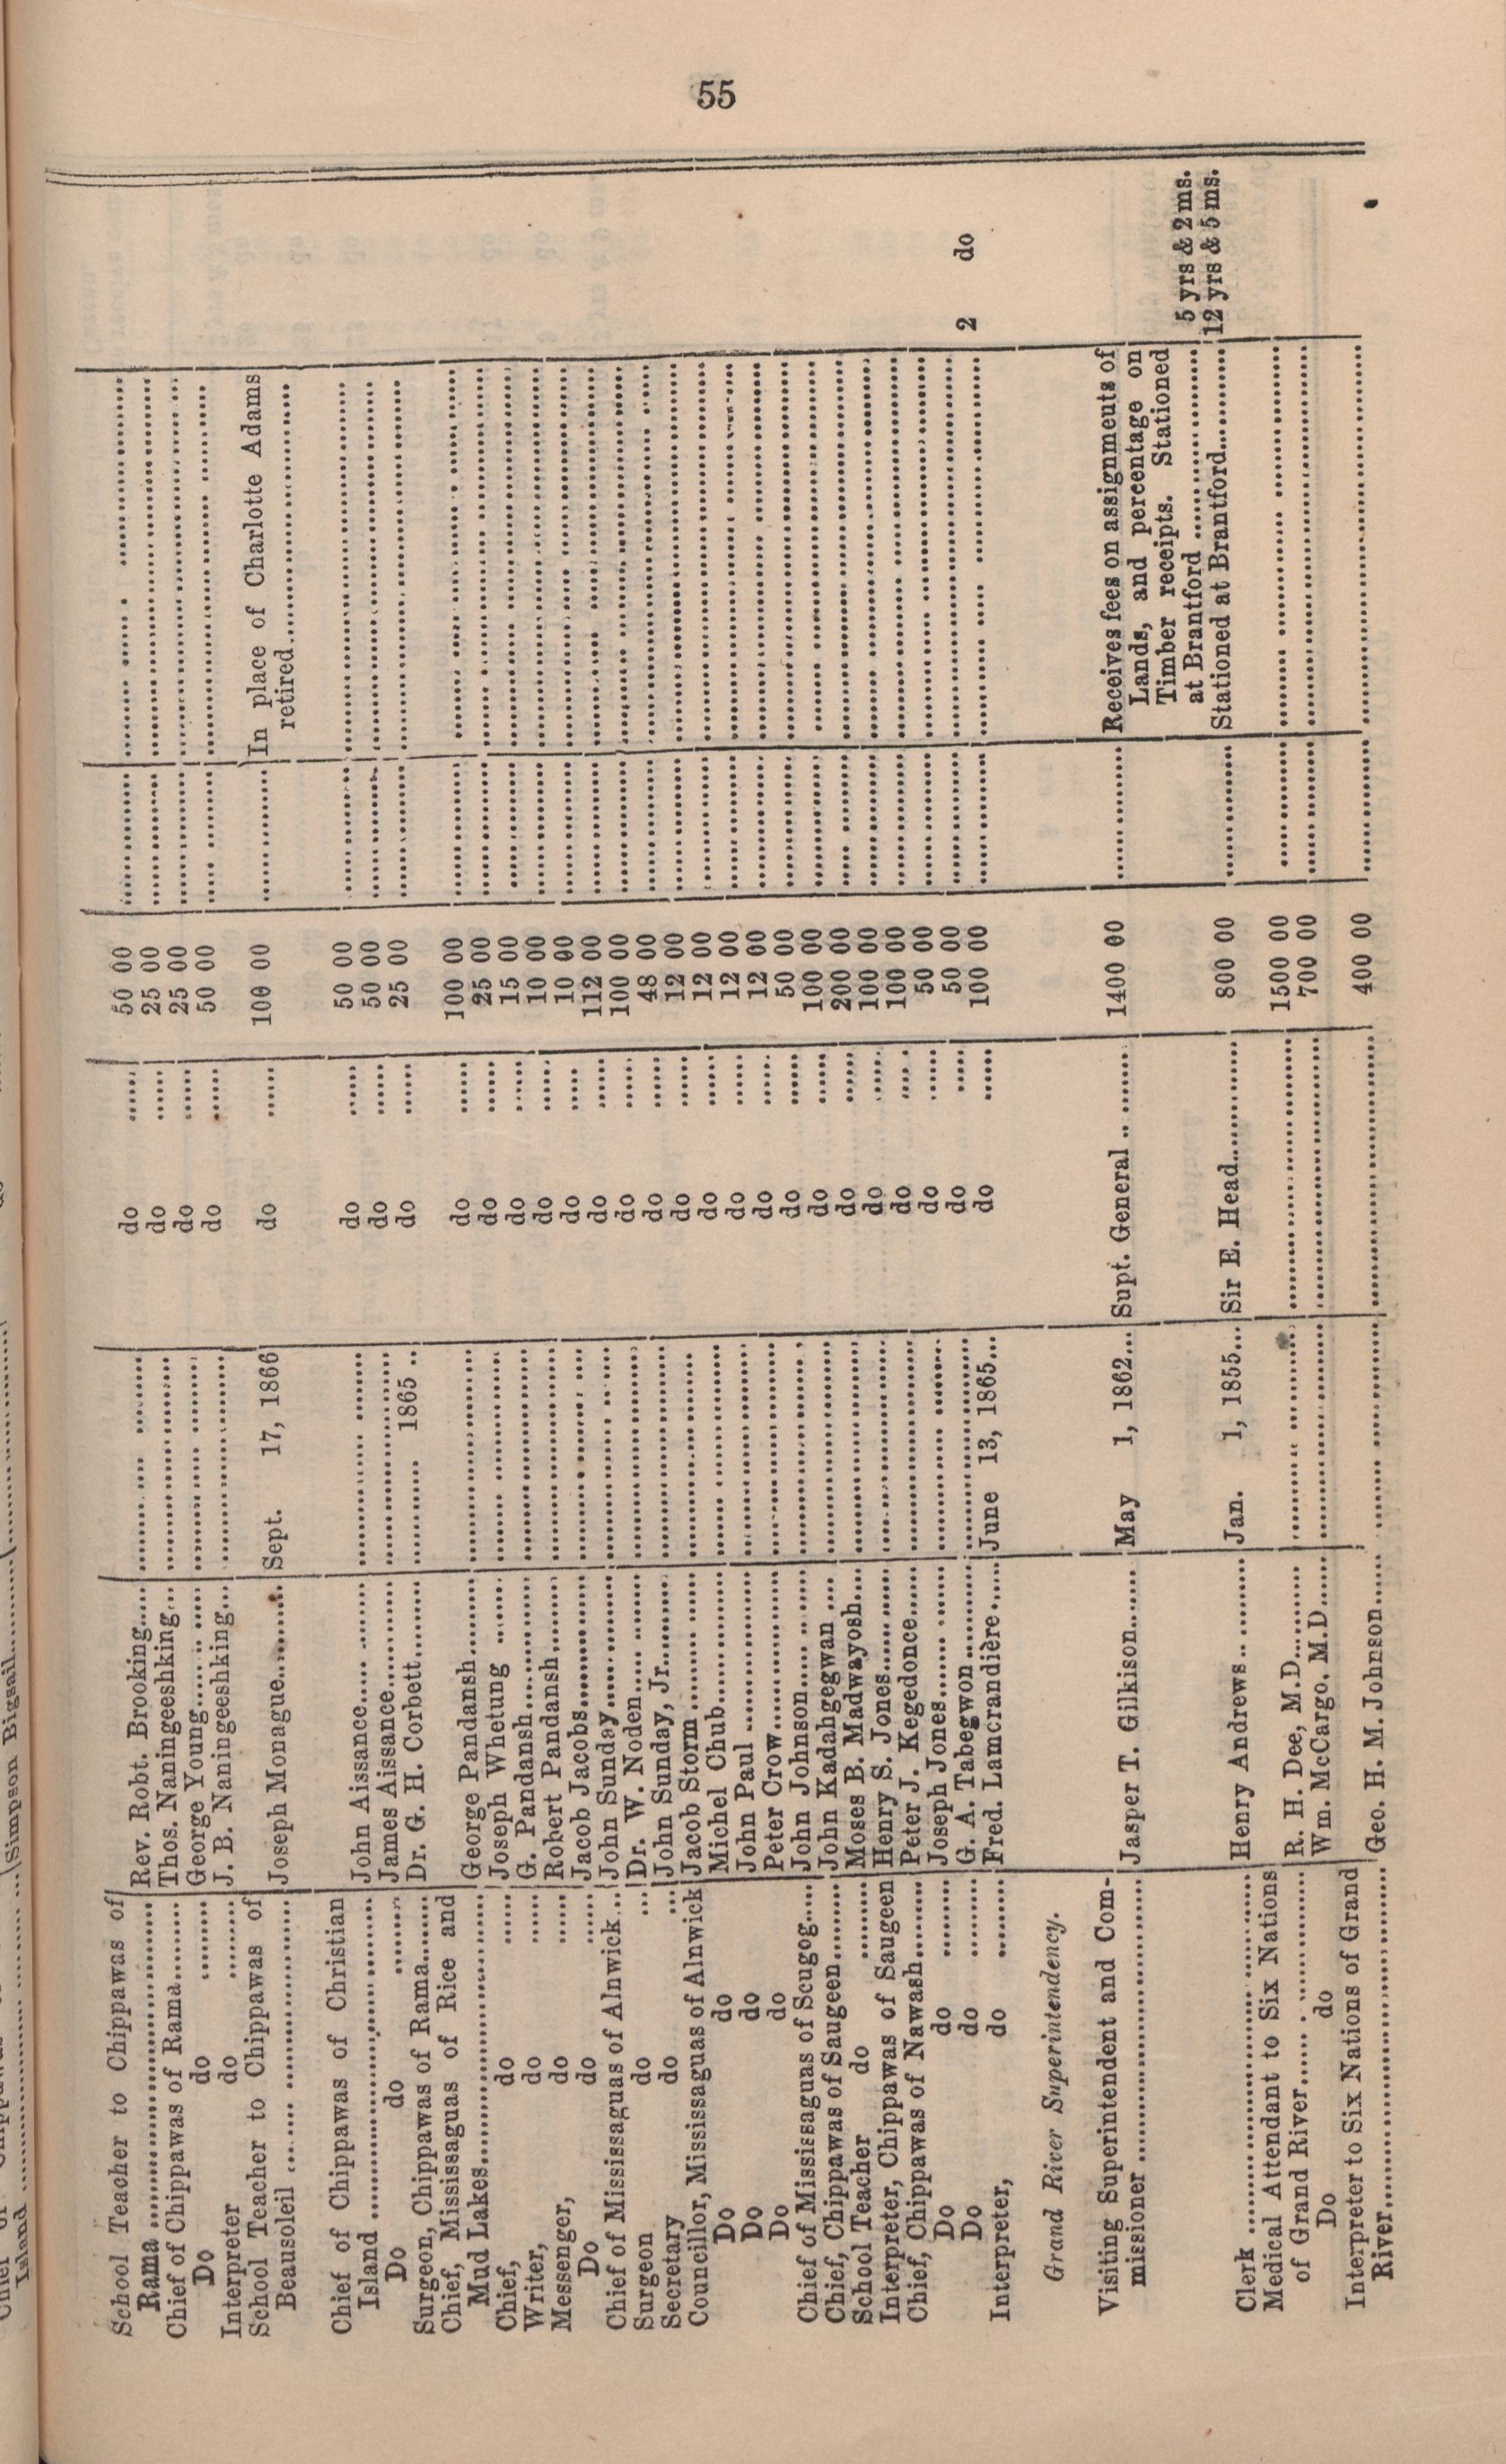 55
School Teacher to Chippawas of
Rama ........ Rev. Robt. Brooking ........ do ........ 50 00
Thos. Naningeeshking ........ do ........ 25 00
Chief of Chippawas of Rama ........ George Young ........ do ........ 25 00
Do do ........ J. B. Naningeeshking ........ do ........ 50 00
Interpreter do ........
School Teacher to Chippawas of
Beausoleil ........ Joseph Monague ........ Sept. 17, 1866 do ........ 100 00 ........ In place of Charlotte Adams
retired ........
Chief of Chippawas of Christian
Island ........ John Aissance ........ do ........ 50 00
Do do ........ James Aissance ........ do ........ 50 00
Surgeon, Chippawas of Rama ........ Dr. G. H. Corbett ........ 1865 .. do ........ 25 00
Chief, Mississaguas of Rice and
Mud Lakes ........ George Pandansh ........ do ........ 100 00
Chief, do ........ Joseph Whetung ........ do ........ 25 00
Writer, do ........ G. Pandansh ........ do ........ 15 00
Messenger, do ........ Robert Pandansh ........ do ........ 10 00
Do do ........ Jacob Jacobs ........ do ........ 10 00
Chief of Mississaguas of Alnwick ... John Sunday ........ do ........ 112 00
Surgeon do ... Dr. W. Noden ........ do ........ 100 00
Secretary do ... John Sunday, Jr. ........ do ........ 48 00
Councillor, Mississaguas of Alnwick Jacob Storm ........ do ........ 12 00
Do do Michel Chub ........ do ........ 12 00
Do do John Paul ........ do ........ 12 00
Do do Peter Crow ........ do ........ 12 00
Chief of Mississaguas of Scugog ........ John Johnson ........ do ........ 50 00
Chief, Chippawas of Saugeen ........ John Kadahgegwan .... do ........ 100 00
School Teacher do ........ Moses B. Madwayosh .... do ........ 200 00
Interpreter, Chippawas of Saugeen Henry S. Jones ........ do ........ 100 00
Chief, Chippawas of Nawash ........ Peter J. Kegedonce ...... do ........ 100 00
Do do ........ Joseph Jones ........ do ........ 50 00
Do do ........ G. A. Tabegwon ........ do ........ 50 00
Interpreter, do ........ Fred. Lamcrandière ...... June 13, 1865 ... do ........ 100 00 ........ 2 do
Grand River Superintendency.
Visiting Superintendent and Com-
missioner ........ Jasper T. Gilkison ........ May 1, 1862 ... Supt. General ........ 1400 00 ........ Receives fees on assignments of
Lands, and percentage on
Timber receipts. Stationed
at Brantford ........ 5 yrs & 2 ms.
Clerk ........ Henry Andrews ........ Jan. 1, 1855 ... Sir E. Head ........ 800 00 ........ Stationed at Brantford ........ 12 yrs & 5 ms.
Medical Attendant to Six Nations
of Grand River ........ R. H. Dee, M.D. ........ 1500 00
Do do Wm. McCargo, M.D ........ 700 00
Interpreter to Six Nations of Grand
River ........ Geo. H. M. Johnson ........ 400 00